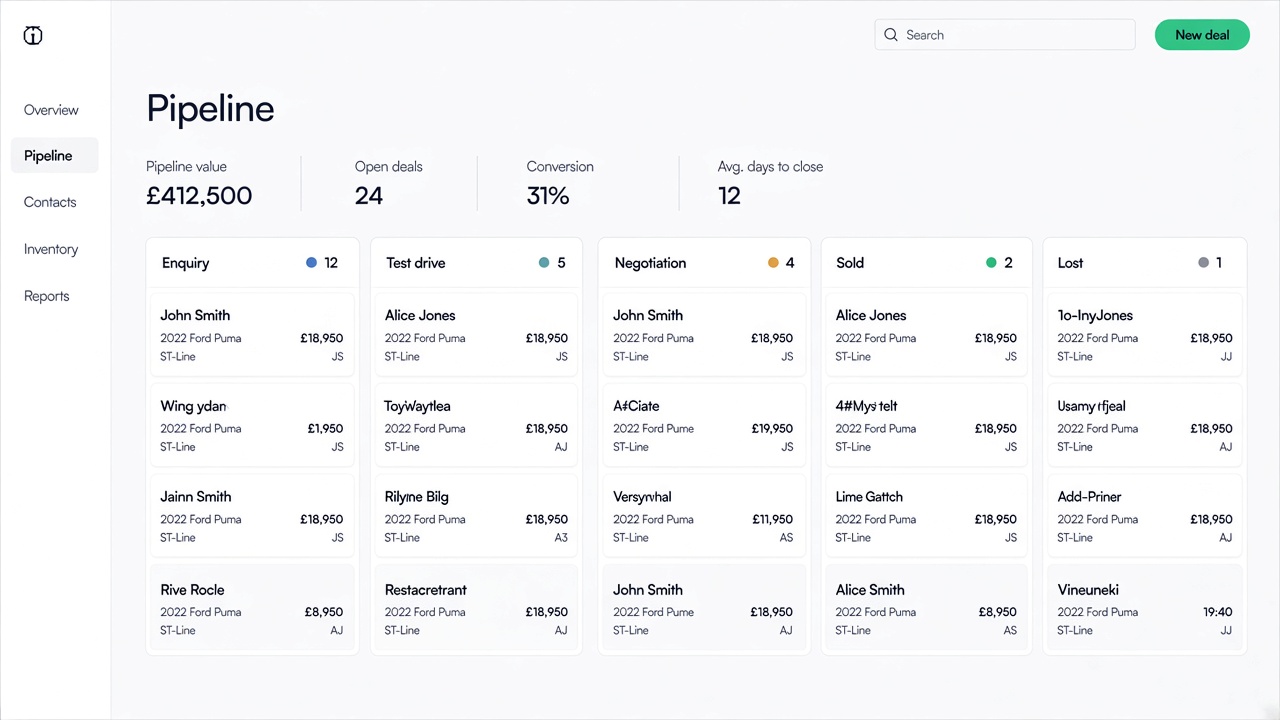 Search
New deal
Overview
Pipeline
Contacts
Inventory
Reports
Pipeline
Pipeline value
£412,500
Open deals
24
Conversion
31%
Avg. days to close
12
Enquiry 12
John Smith
2022 Ford Puma £18,950
ST-Line JS
Wing ydan
2022 Ford Puma £1,950
ST-Line JS
Jainn Smith
2022 Ford Puma £18,950
ST-Line JS
Rive Rocle
2022 Ford Puma £8,950
ST-Line AJ
Test drive 5
Alice Jones
2022 Ford Puma £18,950
ST-Line JS
2022 Ford Puma £18,950
ST-Line AJ
Bilg
2022 Ford Puma £18,950
ST-Line A3
Restacretrant
2022 Ford Puma £18,950
ST-Line AJ
Negotiation 4
John Smith
2022 Ford Puma £18,950
ST-Line JS
2022 Ford Pume £19,950
ST-Line JS
2022 Ford Puma £11,950
ST-Line AS
John Smith
2022 Ford Pume £18,950
ST-Line AJ
Sold 2
Alice Jones
2022 Ford Puma £18,950
ST-Line JS
2022 Ford Puma £18,950
ST-Line JS
Lime Gattch
2022 Ford Puma £18,950
ST-Line JS
Alice Smith
2022 Ford Puma £8,950
ST-Line AS
Lost 1
1o-InyJones
2022 Ford Puma £18,950
ST-Line JJ
2022 Ford Puma £18,950
ST-Line AJ
Add-Priner
2022 Ford Puma £18,950
ST-Line AJ
Vineuneki
2022 Ford Puma 19:40
ST-Line JJ